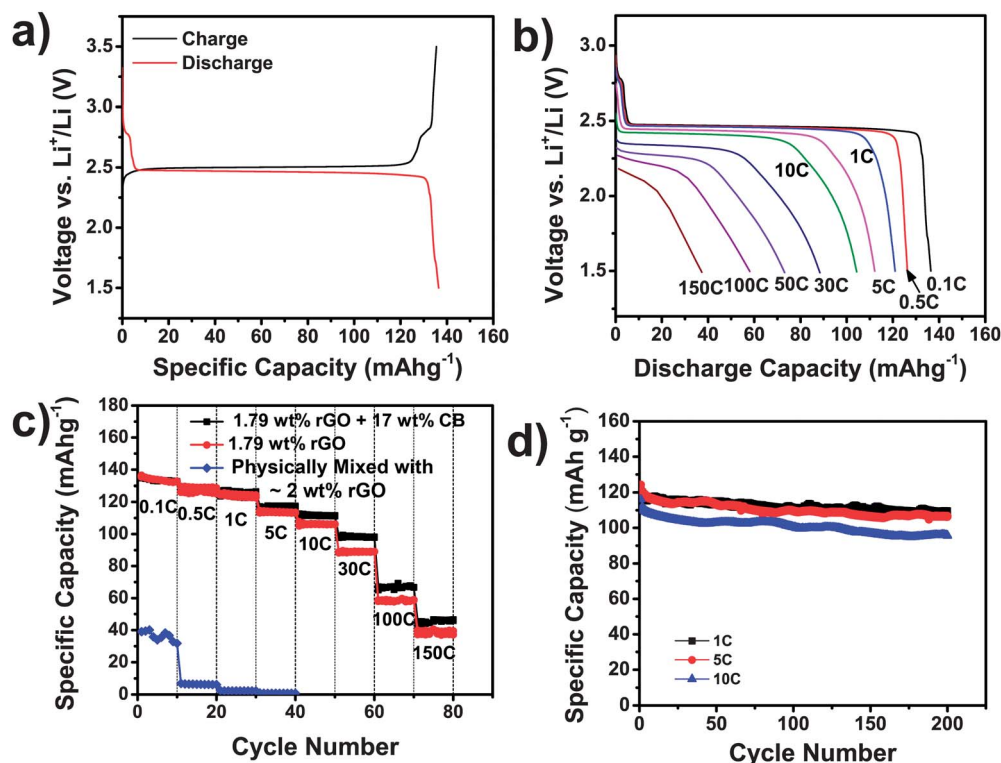 a)
Charge
Discharge
3.5
3.0
2.5
2.0
1.5
Voltage vs. Li⁺/Li (V)
0 20 40 60 80 100 120 140 160
Specific Capacity (mAhg⁻¹)
b)
3.0
2.5
2.0
1.5
Voltage vs. Li⁺/Li (V)
10C
1C
150C
100C
50C
30C
5C
0.5C
0.1C
0 20 40 60 80 100 120 140 160
Discharge Capacity (mAhg⁻¹)
c)
180
160
140
120
100
80
60
40
20
0
Specific Capacity (mAhg⁻¹)
1.79 wt% rGO + 17 wt% CB
1.79 wt% rGO
Physically Mixed with
~ 2 wt% rGO
0.1C
0.5C
1C
5C
10C
30C
100C
150C
0 10 20 30 40 50 60 70 80 90
Cycle Number
d)
160
140
120
100
80
60
40
20
0
Specific Capacity (mAh g⁻¹)
1C
5C
10C
0 50 100 150 200
Cycle Number